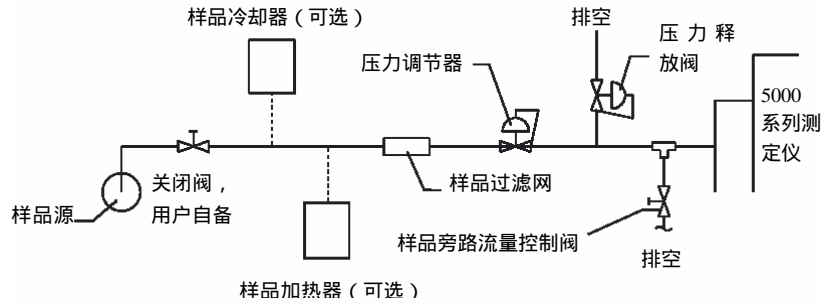 样品冷却器（可选）
排空
压力释
放阀
压力调节器
5000
系列测
定仪
关闭阀，
用户自备
样品源
样品过滤网
样品旁路流量控制阀
排空
样品加热器（可选）